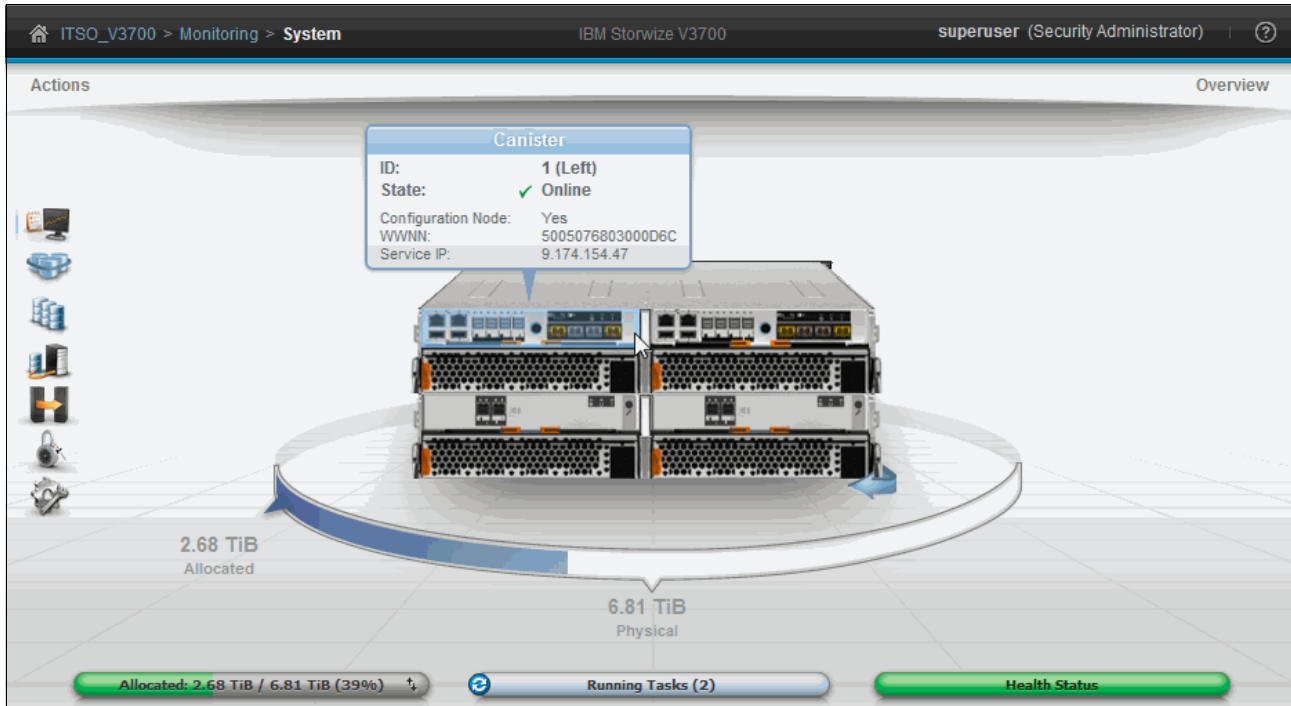 ITSO_V3700 > Monitoring > System
IBM Storwize V3700
superuser (Security Administrator)
?
Actions
Overview
Canister
ID: 1 (Left)
State: Online
Configuration Node: Yes
WWNN: 5005076803000D6C
Service IP: 9.174.154.47
2.68 TiB
Allocated
6.81 TiB
Physical
Allocated: 2.68 TiB / 6.81 TiB (39%)
Running Tasks (2)
Health Status